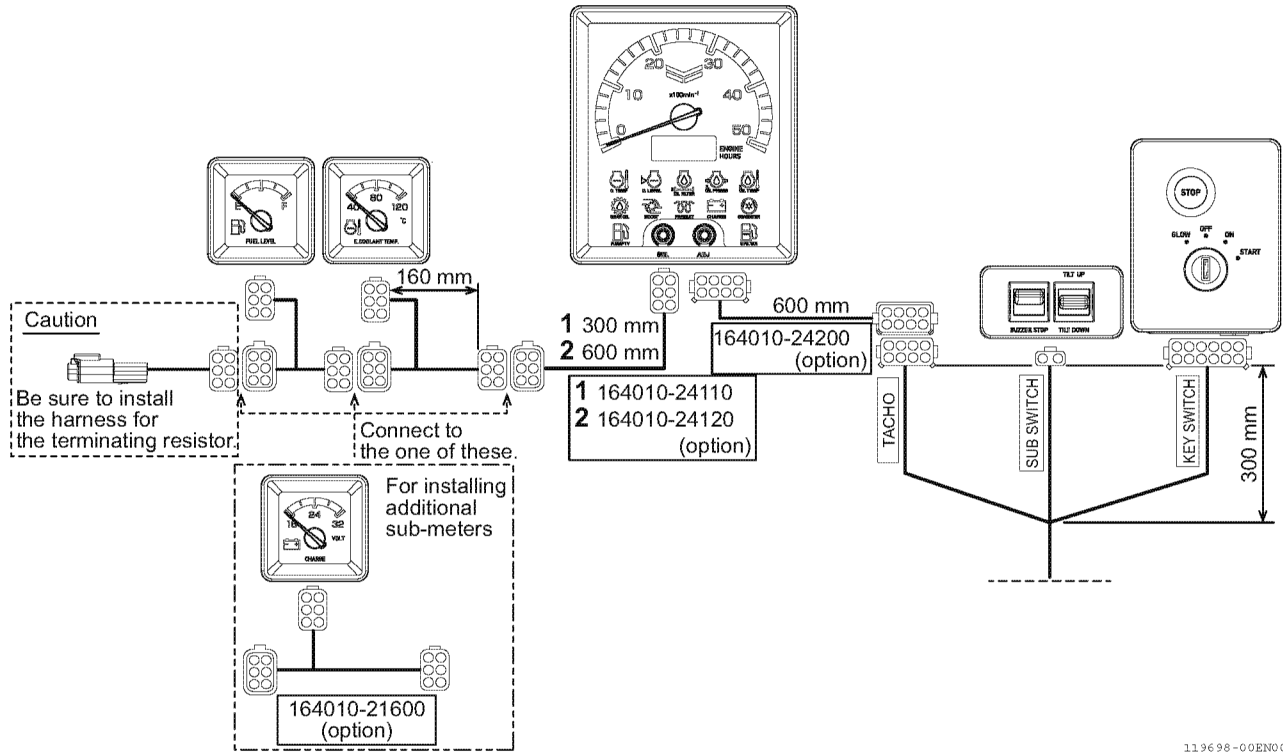 20
30
x100min⁻¹
10
40
0
50
ENGINE
HOURS
E
F
FUEL LEVEL
40
80
120
°C
E.COOLANT TEMP.
BOOST
CHARGE
SEL
ADJ
STOP
GLOW
OFF
ON
START
TILT UP
BUZZER STOP
TILT DOWN
160 mm
Caution
Be sure to install
the harness for
the terminating resistor.
Connect to
the one of these.
1 300 mm
2 600 mm
1 164010-24110
2 164010-24120
(option)
600 mm
164010-24200
(option)
TACHO
SUB SWITCH
KEY SWITCH
300 mm
For installing
additional
sub-meters
16
24
32
VOLT
CHARGE
164010-21600
(option)